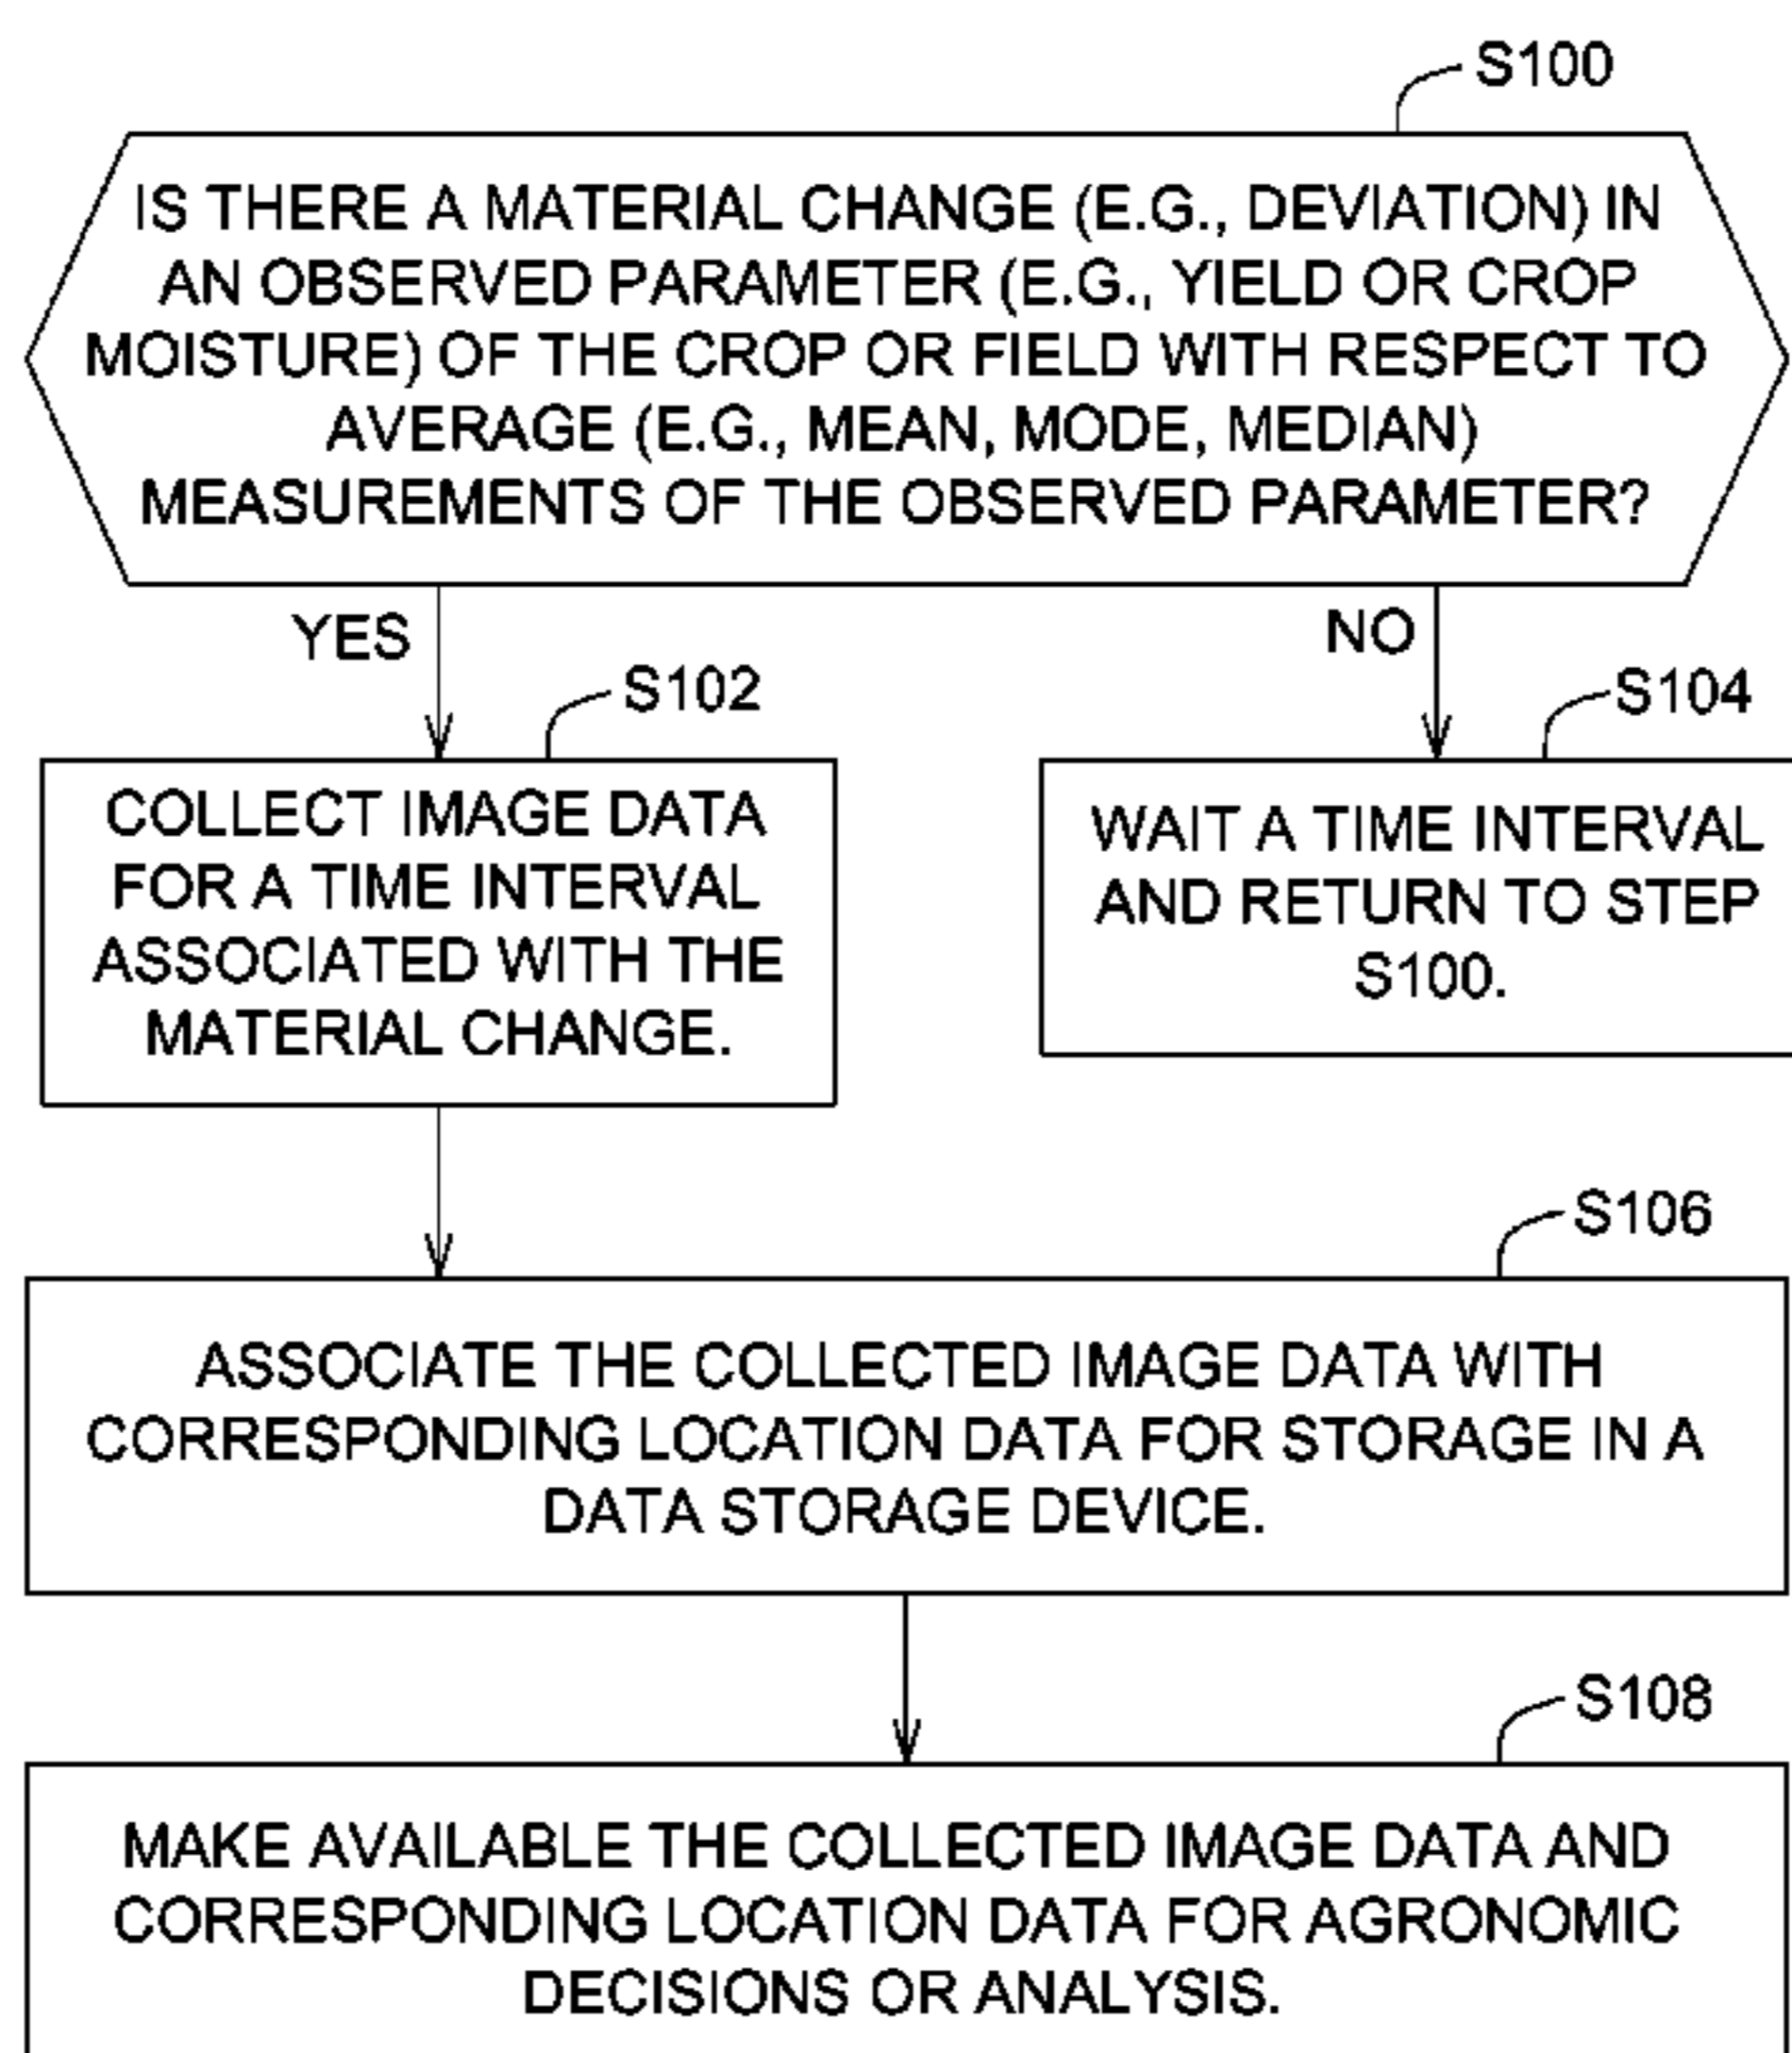 S100
IS THERE A MATERIAL CHANGE (E.G., DEVIATION) IN
AN OBSERVED PARAMETER (E.G., YIELD OR CROP
MOISTURE) OF THE CROP OR FIELD WITH RESPECT TO
AVERAGE (E.G., MEAN, MODE, MEDIAN)
MEASUREMENTS OF THE OBSERVED PARAMETER?
YES
NO
S102
COLLECT IMAGE DATA
FOR A TIME INTERVAL
ASSOCIATED WITH THE
MATERIAL CHANGE.
S104
WAIT A TIME INTERVAL
AND RETURN TO STEP
S100.
S106
ASSOCIATE THE COLLECTED IMAGE DATA WITH
CORRESPONDING LOCATION DATA FOR STORAGE IN A
DATA STORAGE DEVICE.
S108
MAKE AVAILABLE THE COLLECTED IMAGE DATA AND
CORRESPONDING LOCATION DATA FOR AGRONOMIC
DECISIONS OR ANALYSIS.